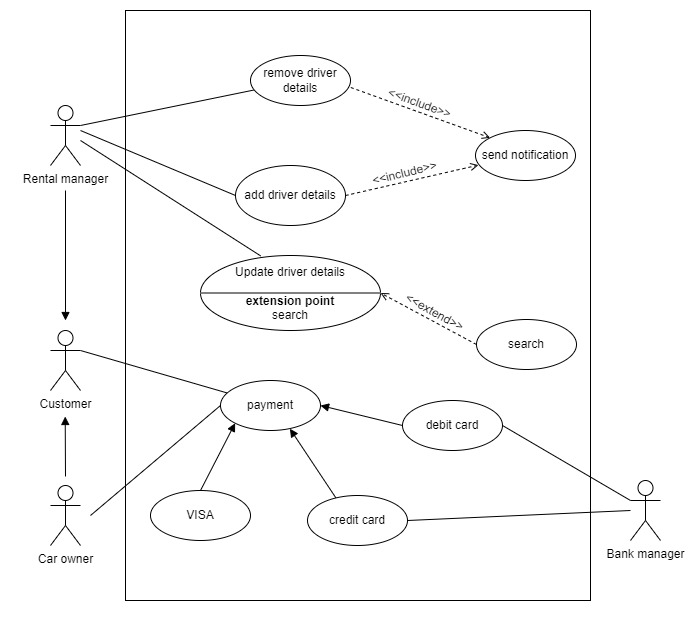 remove driver
details
<<include>>
send notification
Rental manager
<<include>>
add driver details
Update driver details
extension point
search
<<extend>>
search
Customer
payment
debit card
VISA
credit card
Car owner
Bank manager